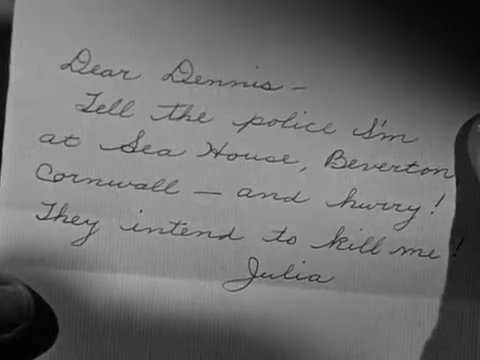 Dear Dennis -
Tell the police I'm
at Sea House, Beverton
Cornwall - and hurry!
They intend to kill me!
Julia